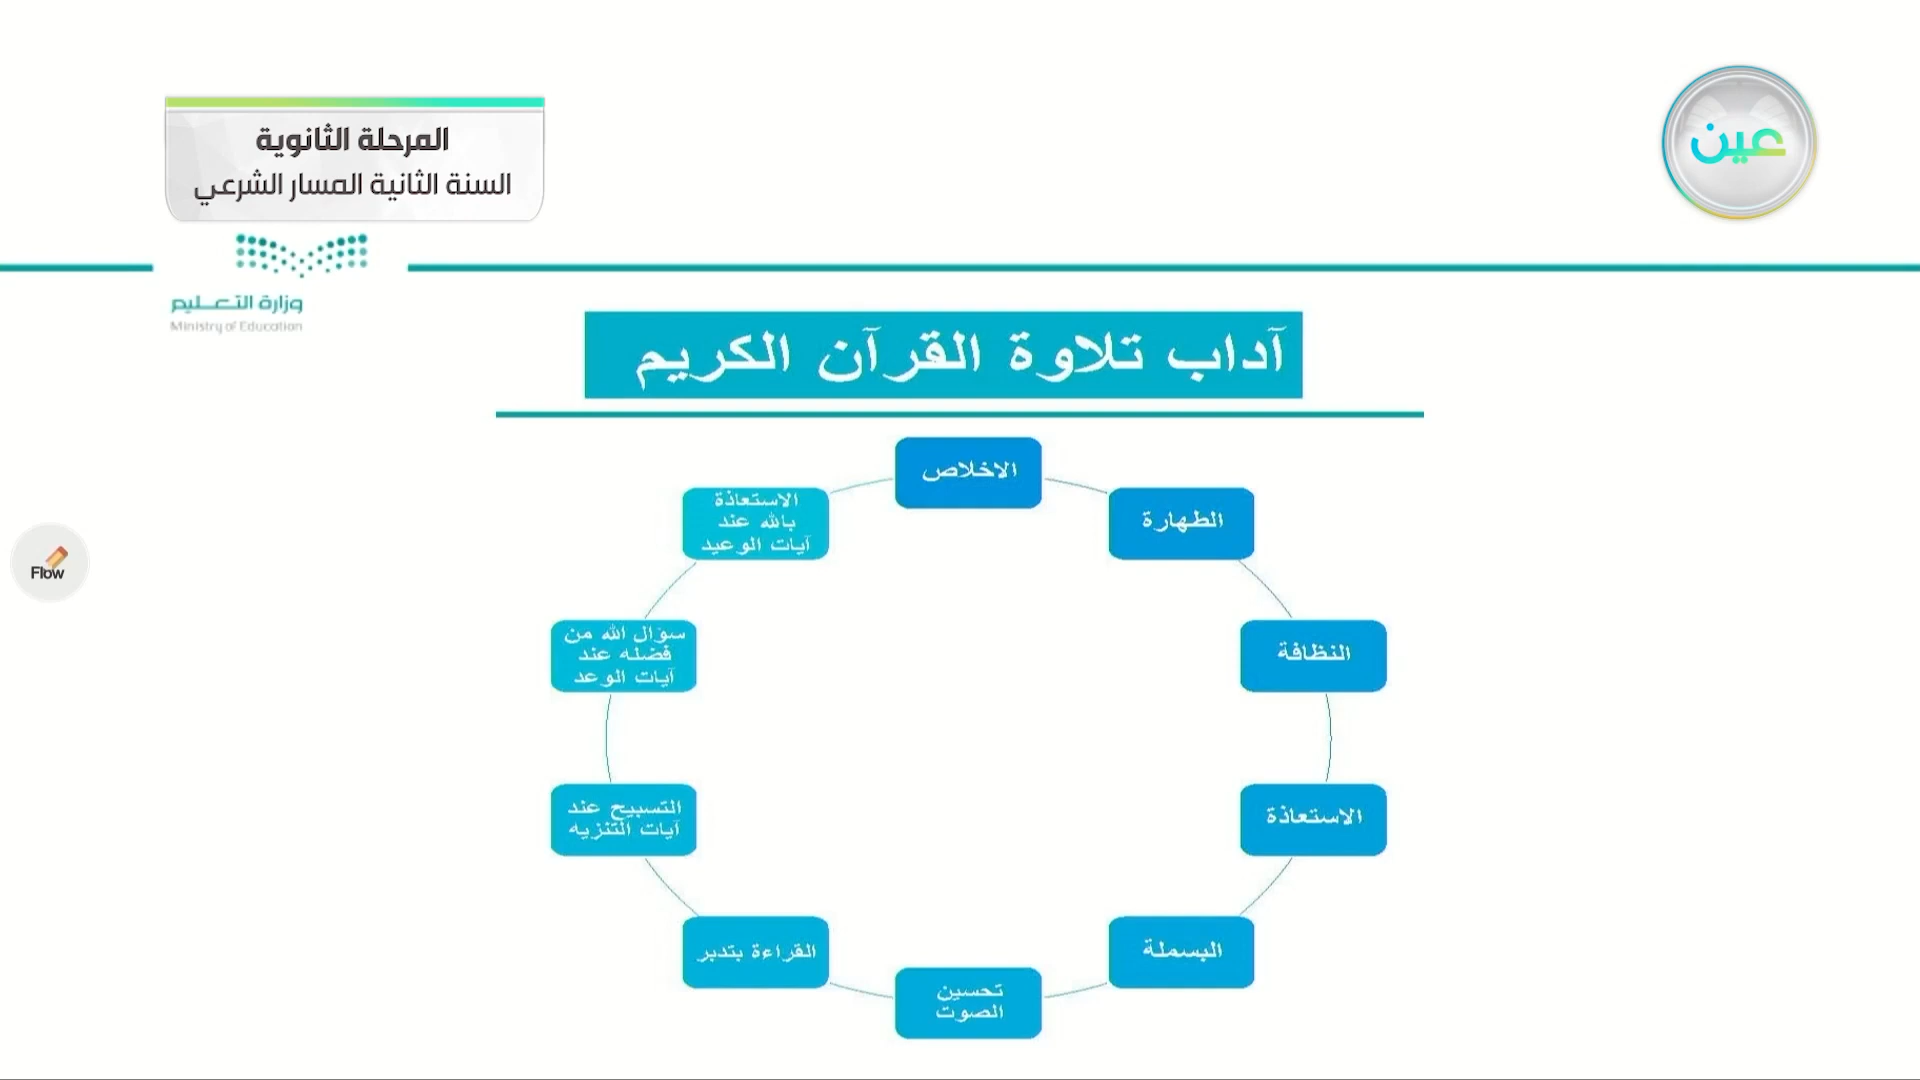 المرحلة الثانوية
السنة الثانية المسار الشرعي
عين
وزارة التعليم
Ministry of Education
آداب تلاوة القرآن الكريم
الاخلاص
الطهارة
النظافة
الاستعاذة
البسملة
تحسين
الصوت
القراءة بتدبر
التسبيح عند
آيات التنزيه
سؤال الله من
فضله عند
آيات الوعد
الاستعاذة
بالله عند
آيات الوعيد
Flow